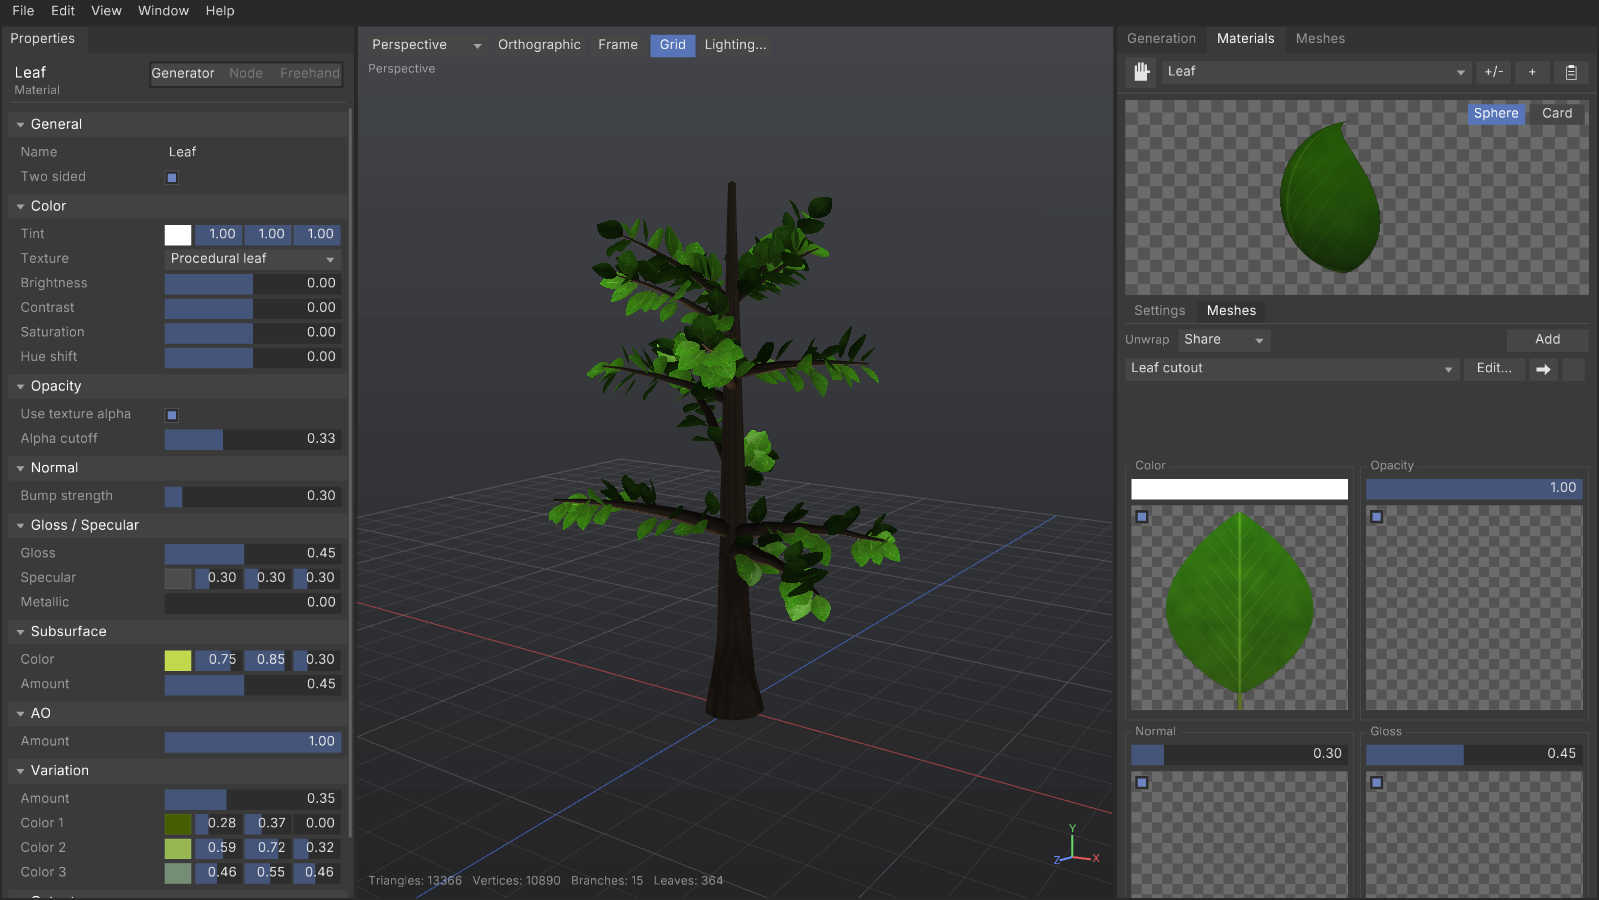 File Edit View Window Help
Properties
Leaf
Material
Generator Node Freehand
General
Name Leaf
Two sided
Color
Tint 1.00 1.00 1.00
Texture Procedural leaf
Brightness 0.00
Contrast 0.00
Saturation 0.00
Hue shift 0.00
Opacity
Use texture alpha
Alpha cutoff 0.33
Normal
Bump strength 0.30
Gloss / Specular
Gloss 0.45
Specular 0.30 0.30 0.30
Metallic 0.00
Subsurface
Color 0.75 0.85 0.30
Amount 0.45
AO
Amount 1.00
Variation
Amount 0.35
Color 1 0.28 0.37 0.00
Color 2 0.59 0.72 0.32
Color 3 0.46 0.55 0.46
Perspective Orthographic Frame Grid Lighting...
Perspective
Y
Z X
Triangles: 13366 Vertices: 10890 Branches: 15 Leaves: 364
Generation Materials Meshes
Leaf +/- +
Sphere Card
Settings Meshes
Unwrap Share Add
Leaf cutout Edit...
Color Opacity
1.00
Normal Gloss
0.30 0.45